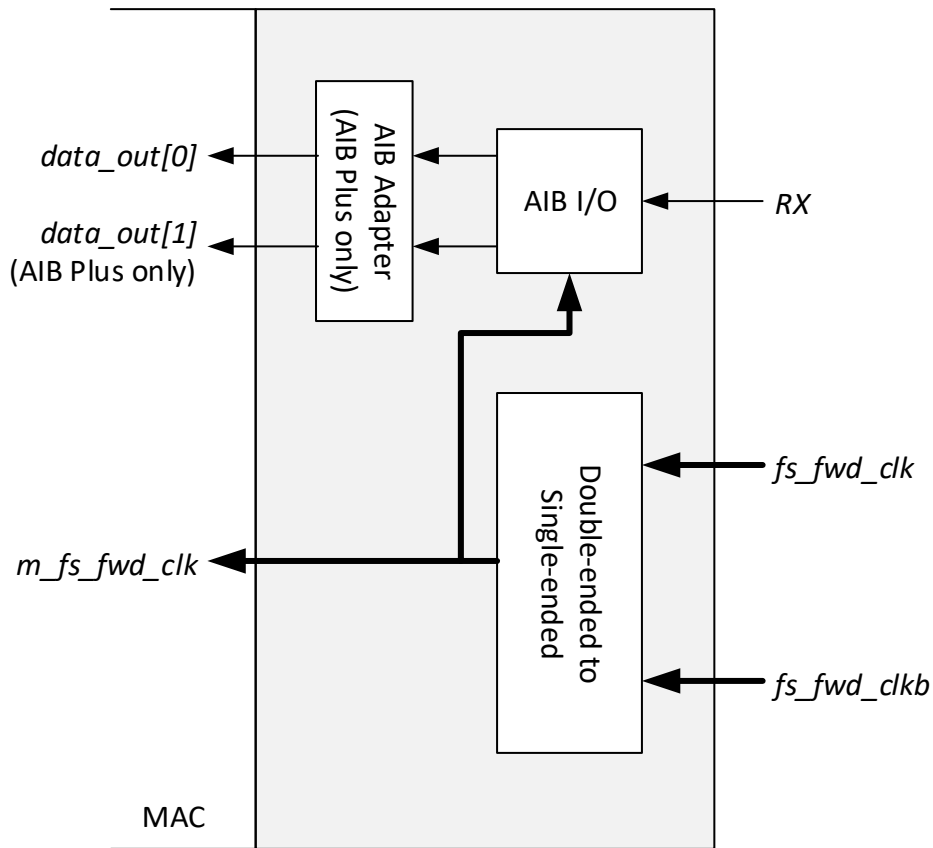 data_out[0]
data_out[1]
(AIB Plus only)
AIB Adapter
(AIB Plus only)
AIB I/O
RX
Double-ended to
Single-ended
fs_fwd_clk
m_fs_fwd_clk
fs_fwd_clkb
MAC